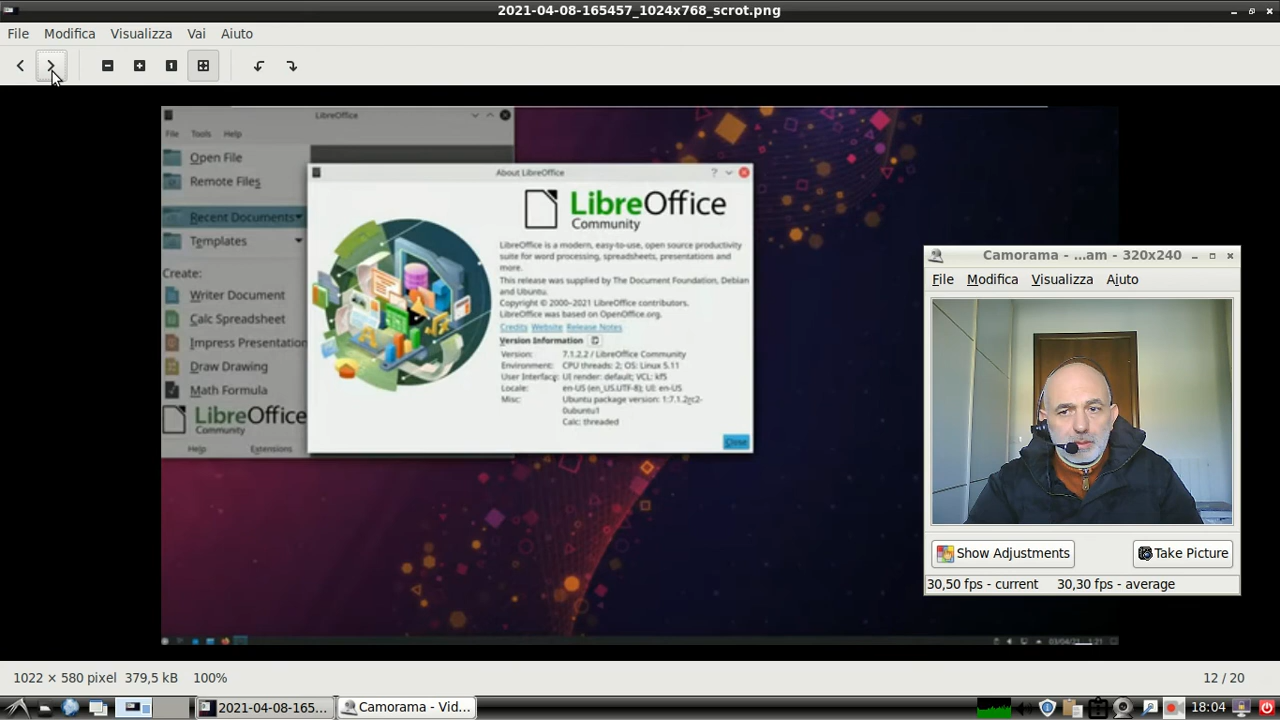 2021-04-08-165457_1024x768_scrot.png
File Modifica Visualizza Vai Aiuto
LibreOffice
File Tools Help
Open File
Remote Files
Recent Documents
Templates
Create:
Writer Document
Calc Spreadsheet
Impress Presentation
Draw Drawing
Math Formula
LibreOffice
Community
Help Extensions
About LibreOffice
LibreOffice
Community
LibreOffice is a modern, easy-to-use, open source productivity
suite for word processing, spreadsheets, presentations and
more.
This release was supplied by The Document Foundation, Debian
and Ubuntu.
Copyright © 2000–2021 LibreOffice contributors.
LibreOffice was based on OpenOffice.org.
Credits Website Release Notes
Version Information
Version: 7.1.2.2 / LibreOffice Community
Environment: CPU threads: 2; OS: Linux 5.11
User Interface: UI render: default; VCL: kf5
Locale: en-US (en_US.UTF-8); UI: en-US
Misc: Ubuntu package version: 1:7.1.2~rc2-
0ubuntu1
Calc: threaded
Close
Camorama - ...am - 320x240
File Modifica Visualizza Aiuto
Show Adjustments Take Picture
30,50 fps - current 30,30 fps - average
1022 × 580 pixel 379,5 kB 100% 12 / 20
2021-04-08-165... Camorama - Vid... 18:04